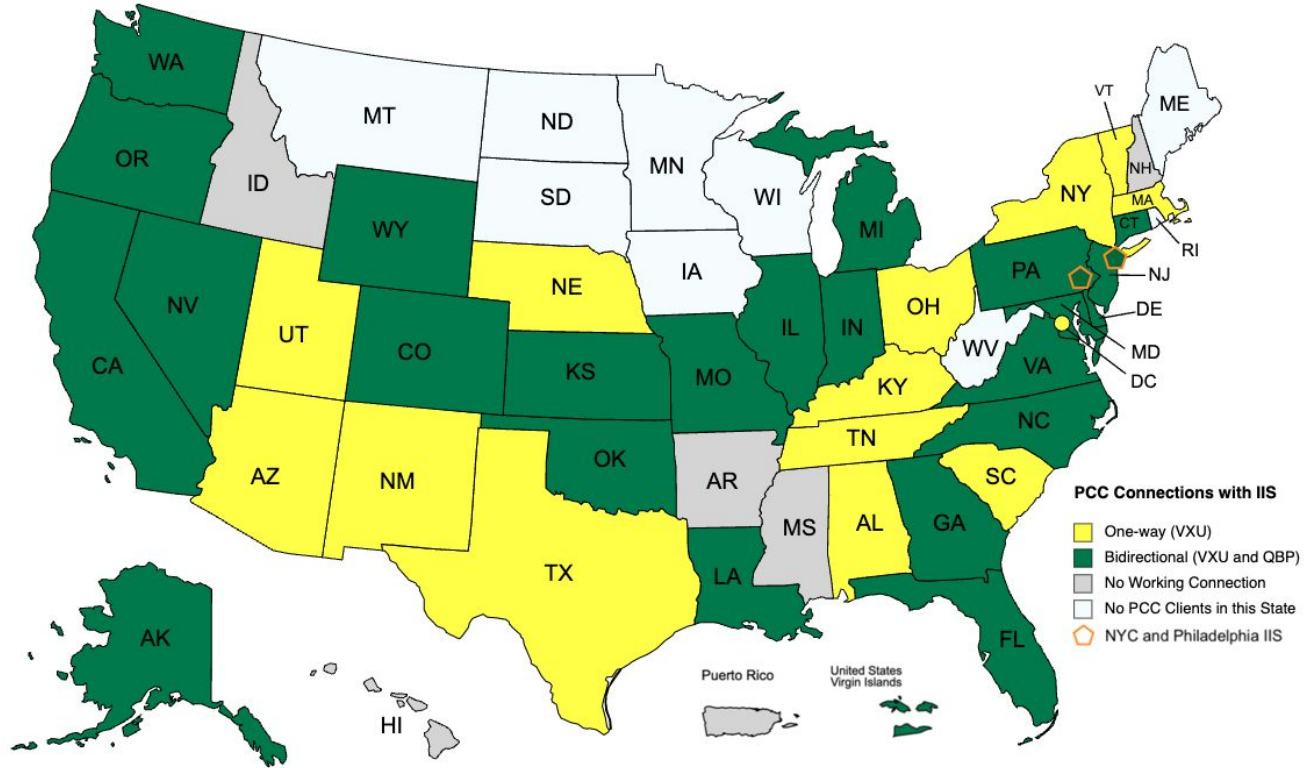 WA
MT
ND
MN
VT
ME
OR
ID
SD
WI
NH
WY
MI
NY
MA
CT
RI
IA
PA
NJ
NE
NV
UT
CO
IL
IN
OH
DE
WV
MD
CA
KS
MO
KY
VA
DC
NC
TN
AZ
NM
OK
AR
SC
MS
AL
GA
TX
LA
FL
AK
HI
PCC Connections with IIS
One-way (VXU)
Bidirectional (VXU and QBP)
No Working Connection
No PCC Clients in this State
NYC and Philadelphia IIS
Puerto Rico
United States
Virgin Islands